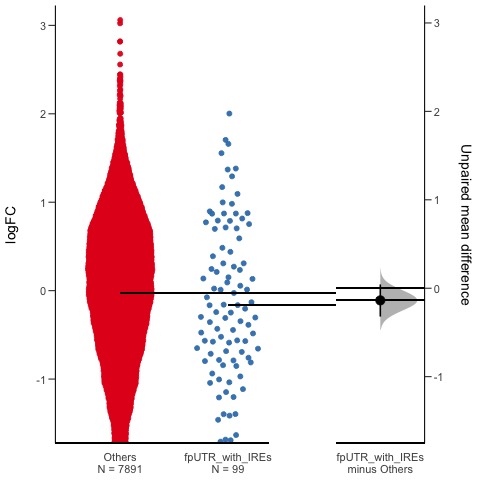 logFC
3
2
1
0
-1
3
2
1
0
-1
Unpaired mean difference
Others
N = 7891
fpUTR_with_IREs
N = 99
fpUTR_with_IREs
minus Others